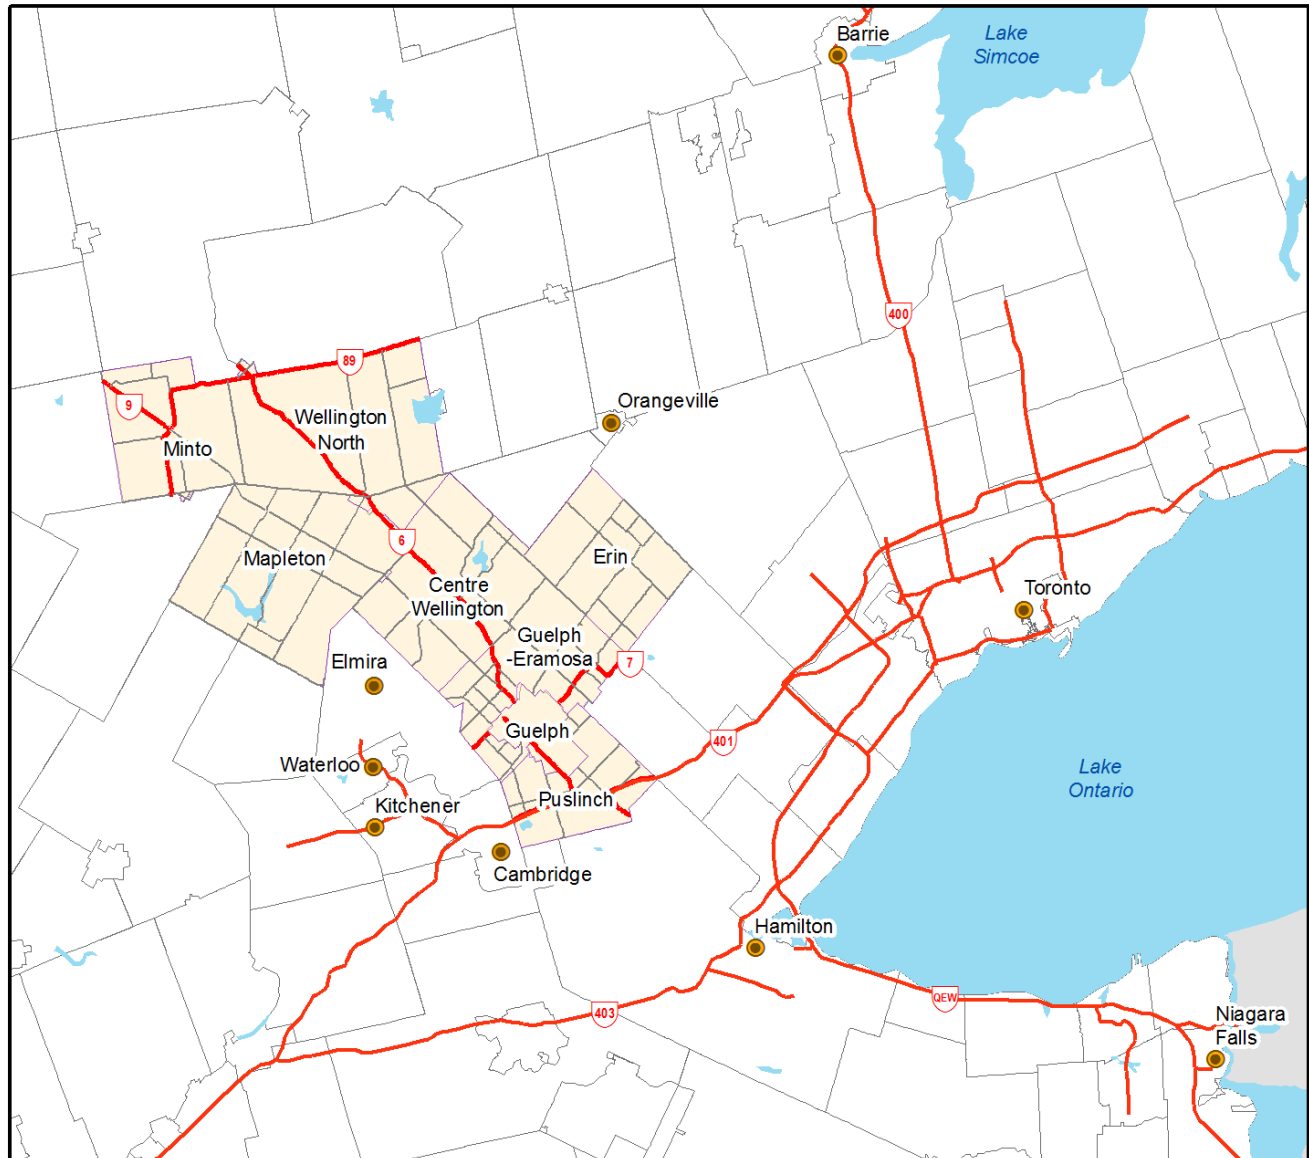 Barrie
Lake
Simcoe
400
89
9
Orangeville
Wellington
North
Minto
6
Mapleton
Erin
Centre
Wellington
Toronto
Guelph
-Eramosa
7
Elmira
Guelph
401
Waterloo
Lake
Ontario
Kitchener
Puslinch
Cambridge
Hamilton
QEW
403
Niagara
Falls